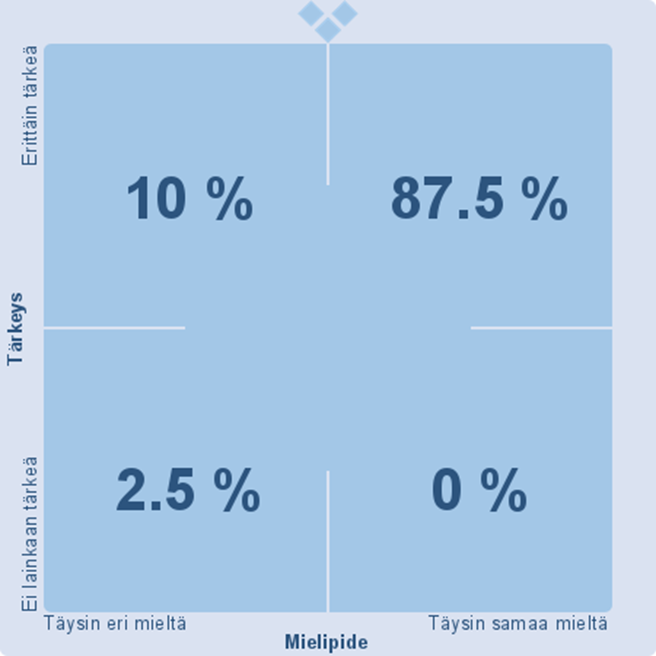 Erittäin tärkeä
10 %
87.5 %
Tärkeys
2.5 %
0 %
Ei lainkaan tärkeä
Täysin eri mieltä
Täysin samaa mieltä
Mielipide